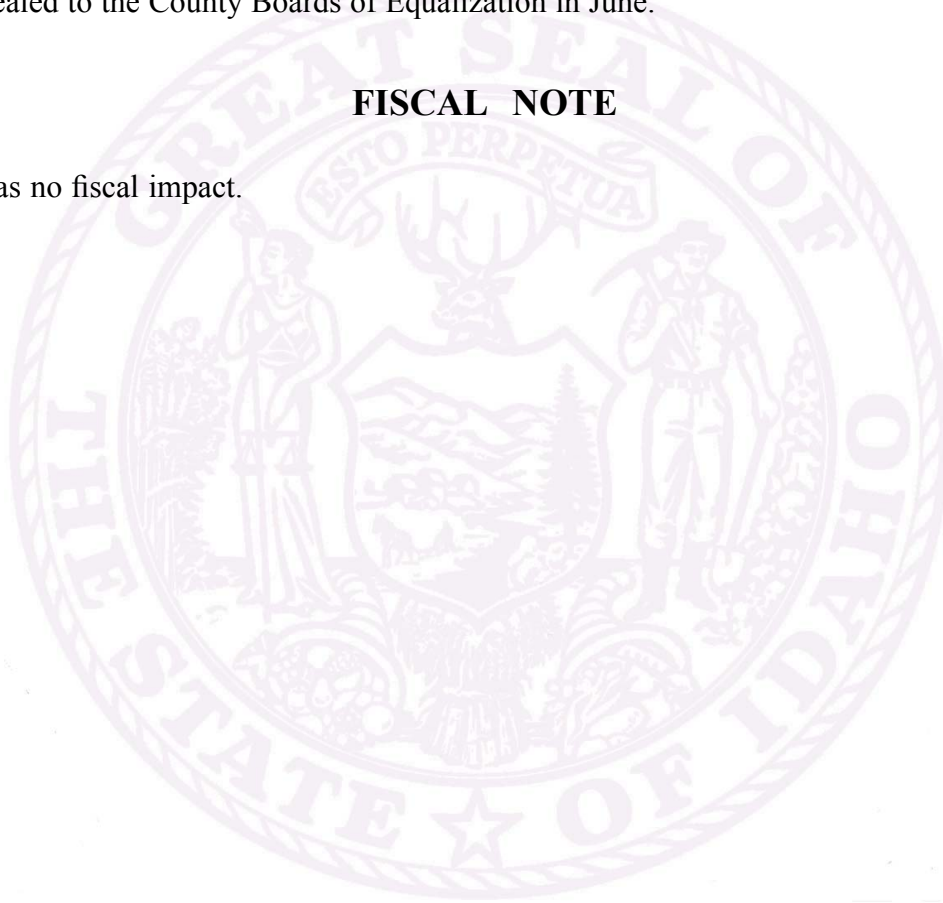 ealed to the County Boards of Equalization in June.
FISCAL NOTE
as no fiscal impact.
GREAT SEAL OF
THE STATE OF IDAHO
ESTO PERPETUA